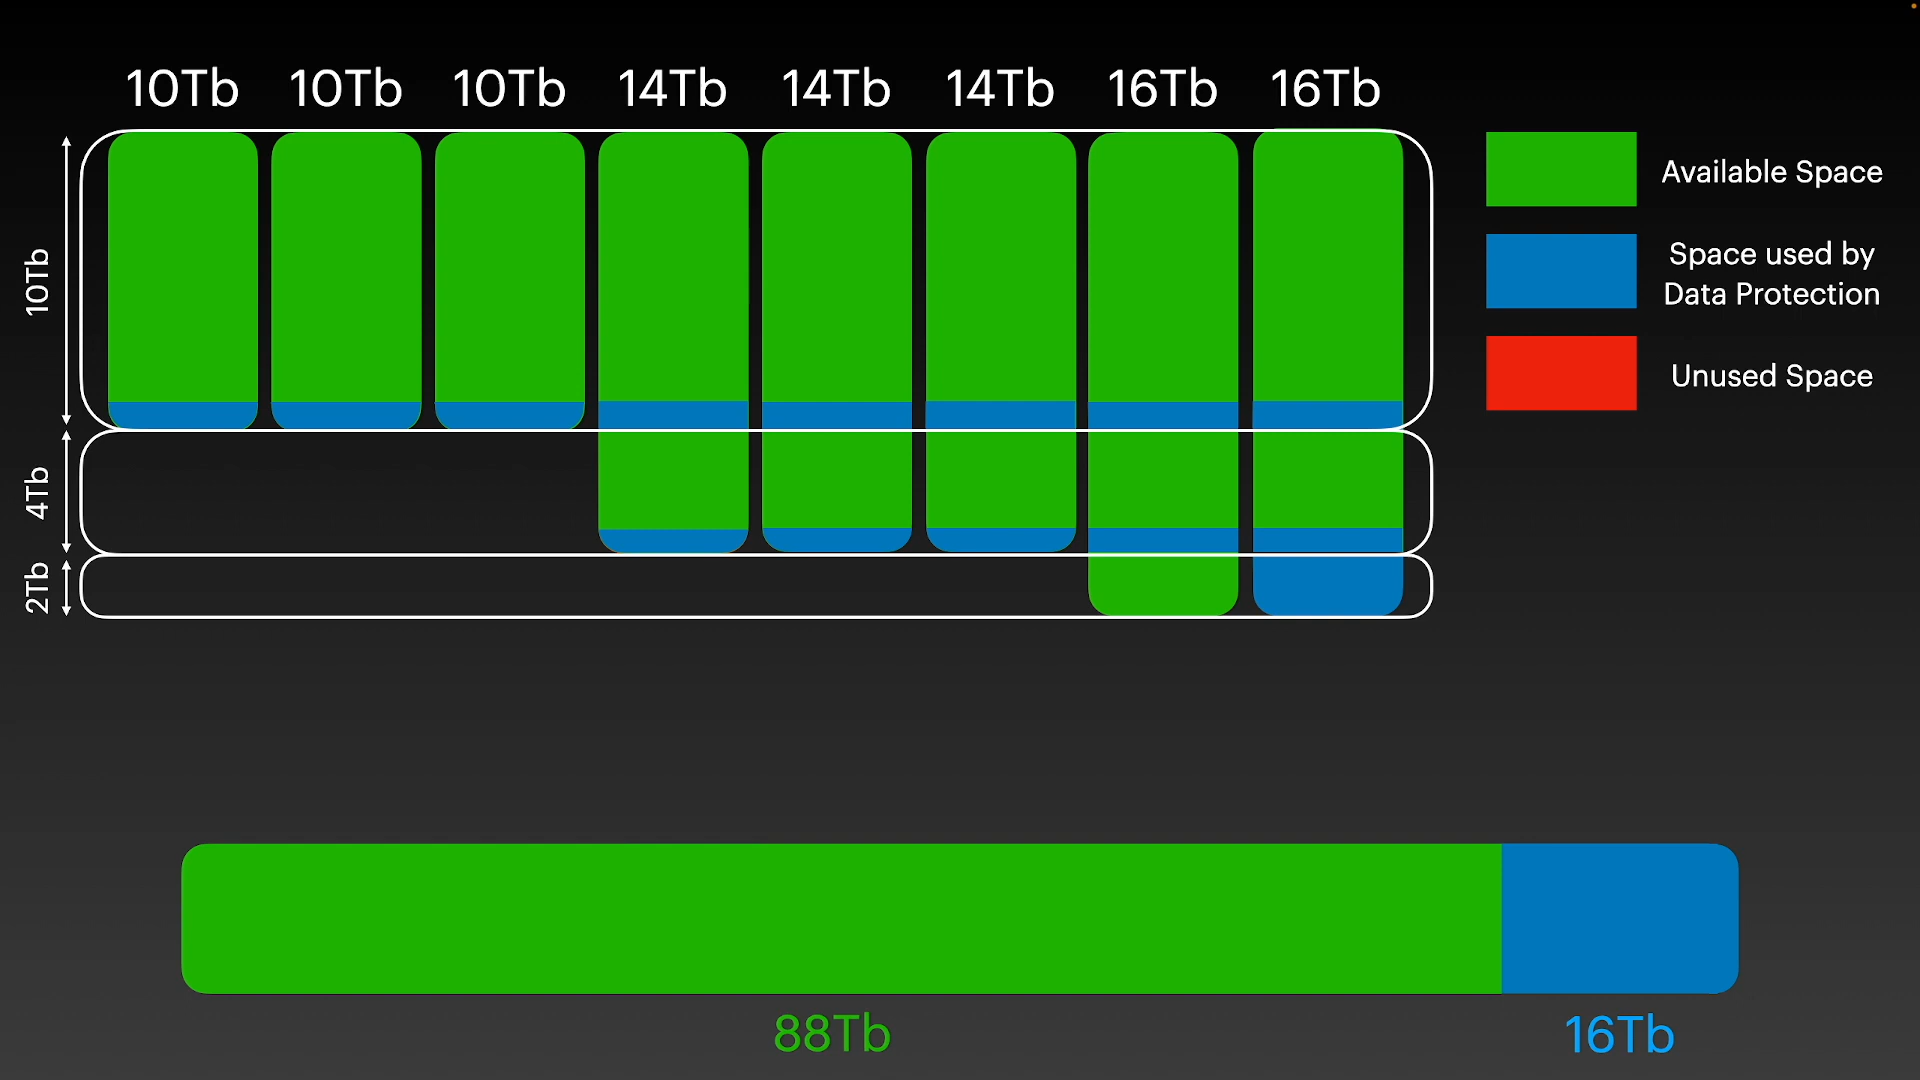 10Tb 10Tb 10Tb 14Tb 14Tb 14Tb 16Tb 16Tb
10Tb
4Tb
2Tb
Available Space
Space used by
Data Protection
Unused Space
88Tb
16Tb